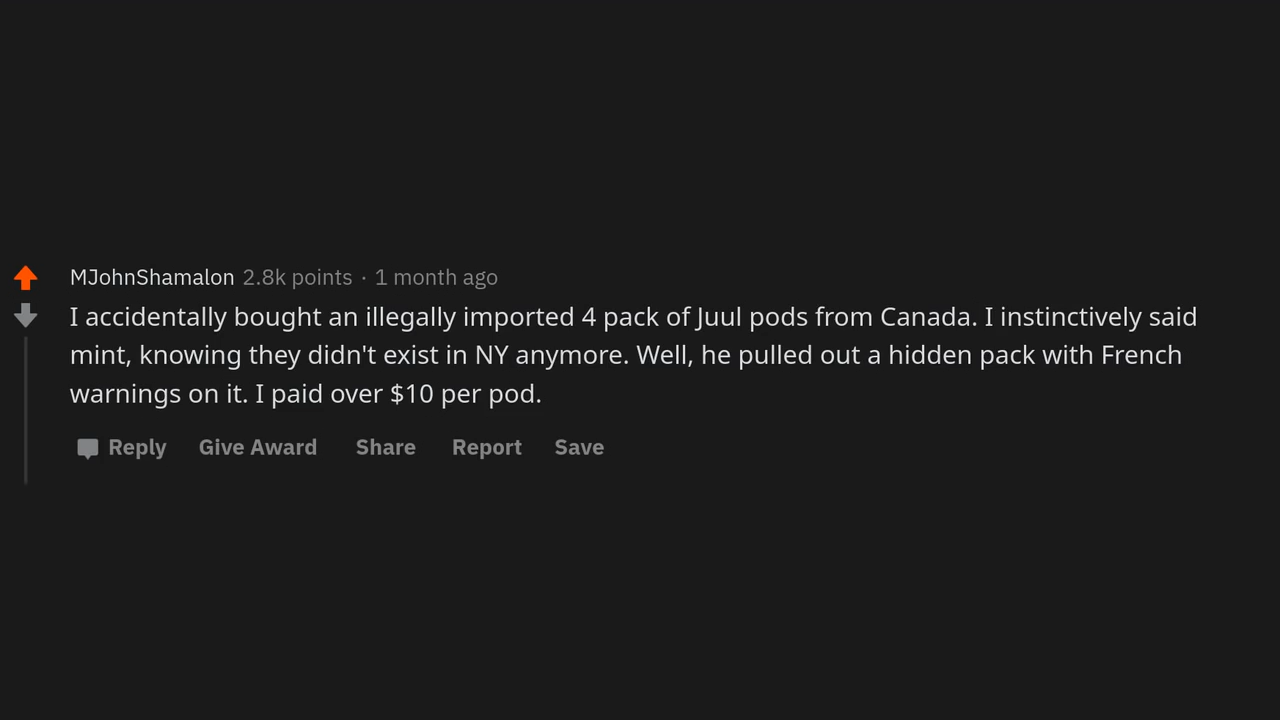 MJohnShamalon 2.8k points · 1 month ago
I accidentally bought an illegally imported 4 pack of Juul pods from Canada. I instinctively said
mint, knowing they didn't exist in NY anymore. Well, he pulled out a hidden pack with French
warnings on it. I paid over $10 per pod.
Reply Give Award Share Report Save